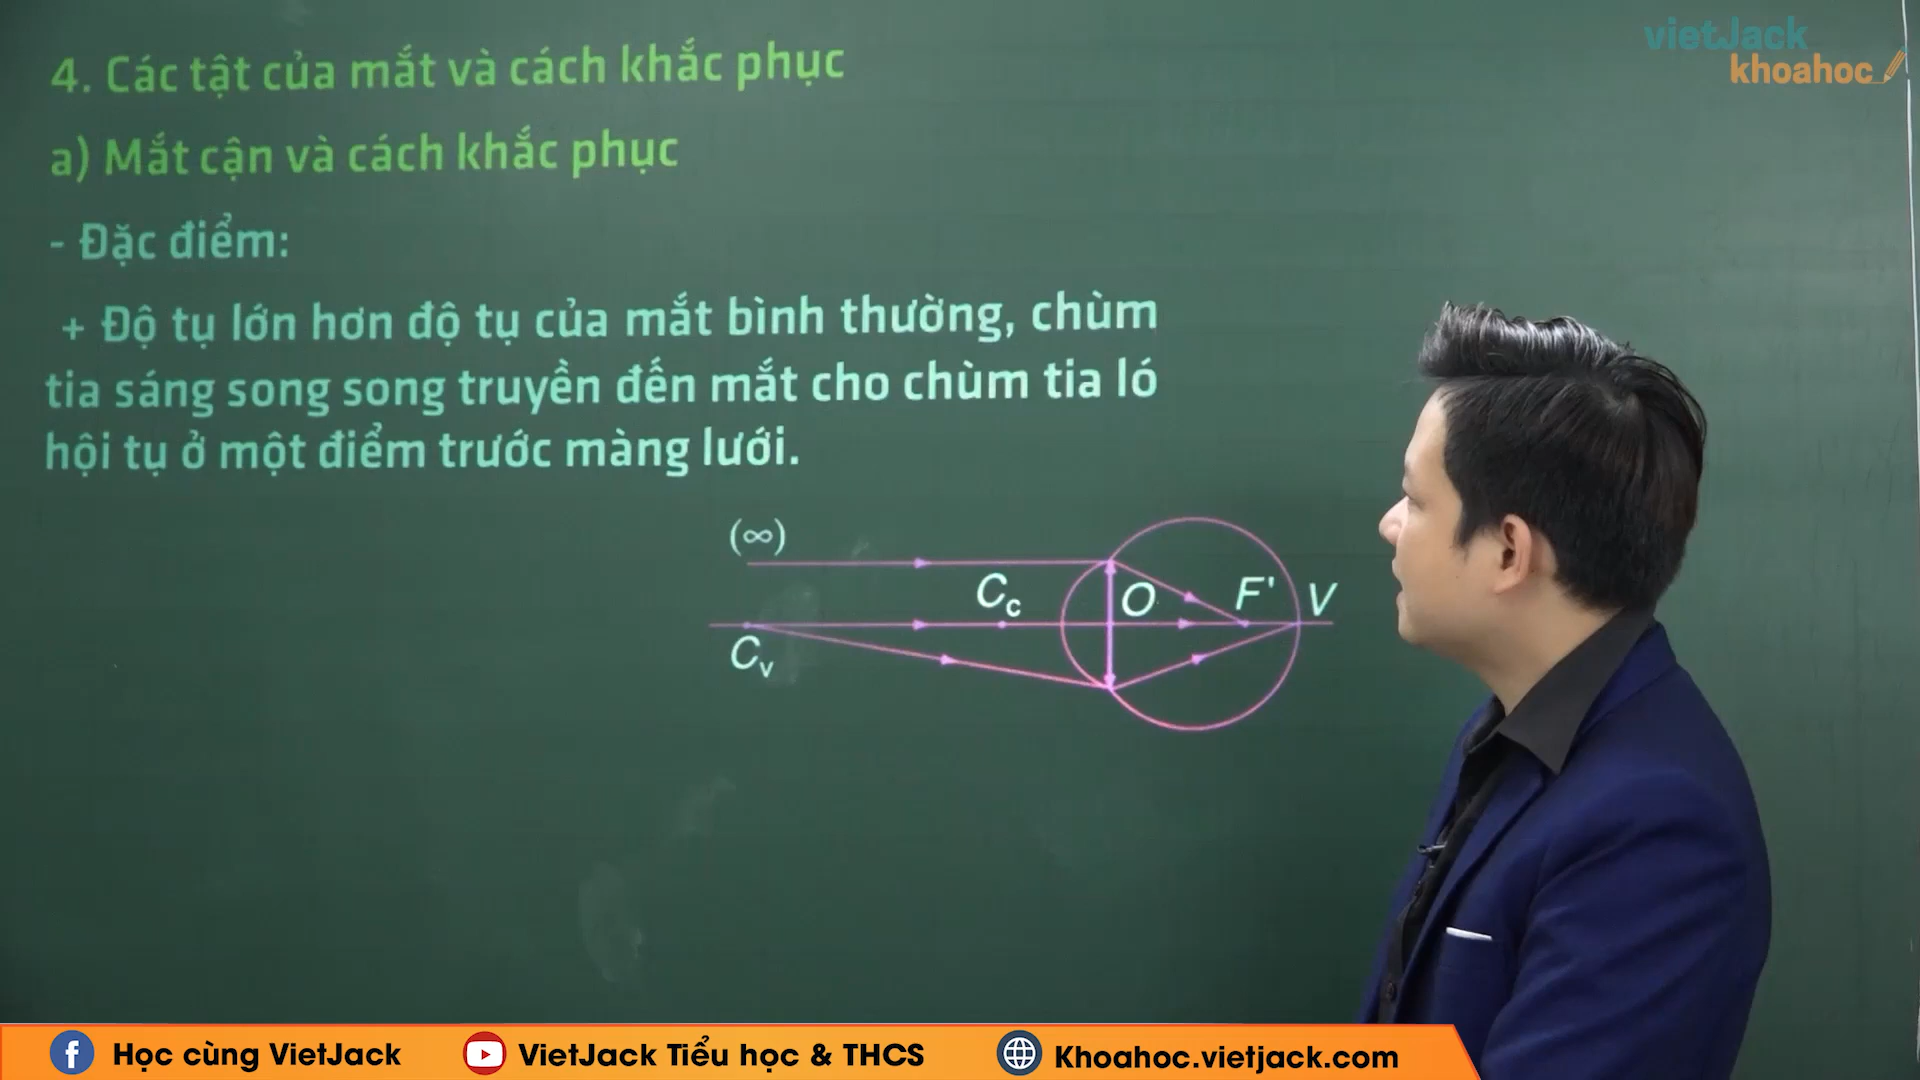 vietJack
khoahoc
4. Các tật của mắt và cách khắc phục
a) Mắt cận và cách khắc phục
- Đặc điểm:
+ Độ tụ lớn hơn độ tụ của mắt bình thường, chùm
tia sáng song song truyền đến mắt cho chùm tia ló
hội tụ ở một điểm trước màng lưới.
(∞)
Cc
O
F'
V
Cv
Học cùng VietJack
VietJack Tiểu học & THCS
Khoahoc.vietjack.com